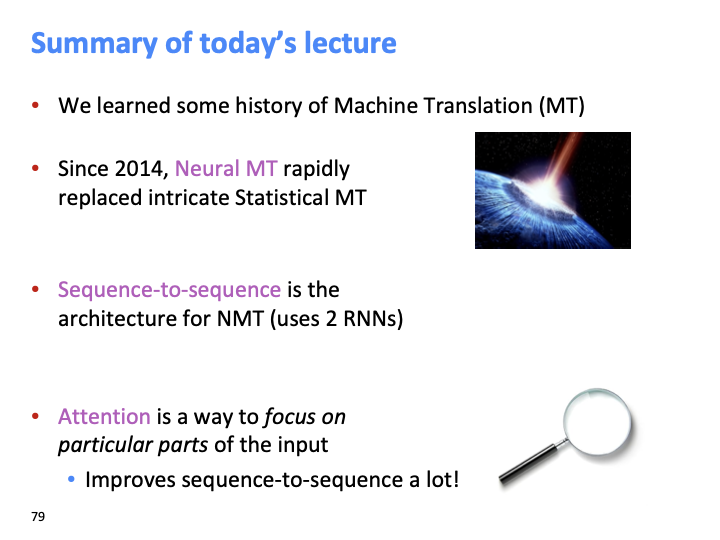 Summary of today's lecture
• We learned some history of Machine Translation (MT)
• Since 2014, Neural MT rapidly
replaced intricate Statistical MT
• Sequence-to-sequence is the
architecture for NMT (uses 2 RNNs)
• Attention is a way to focus on
particular parts of the input
• Improves sequence-to-sequence a lot!
79